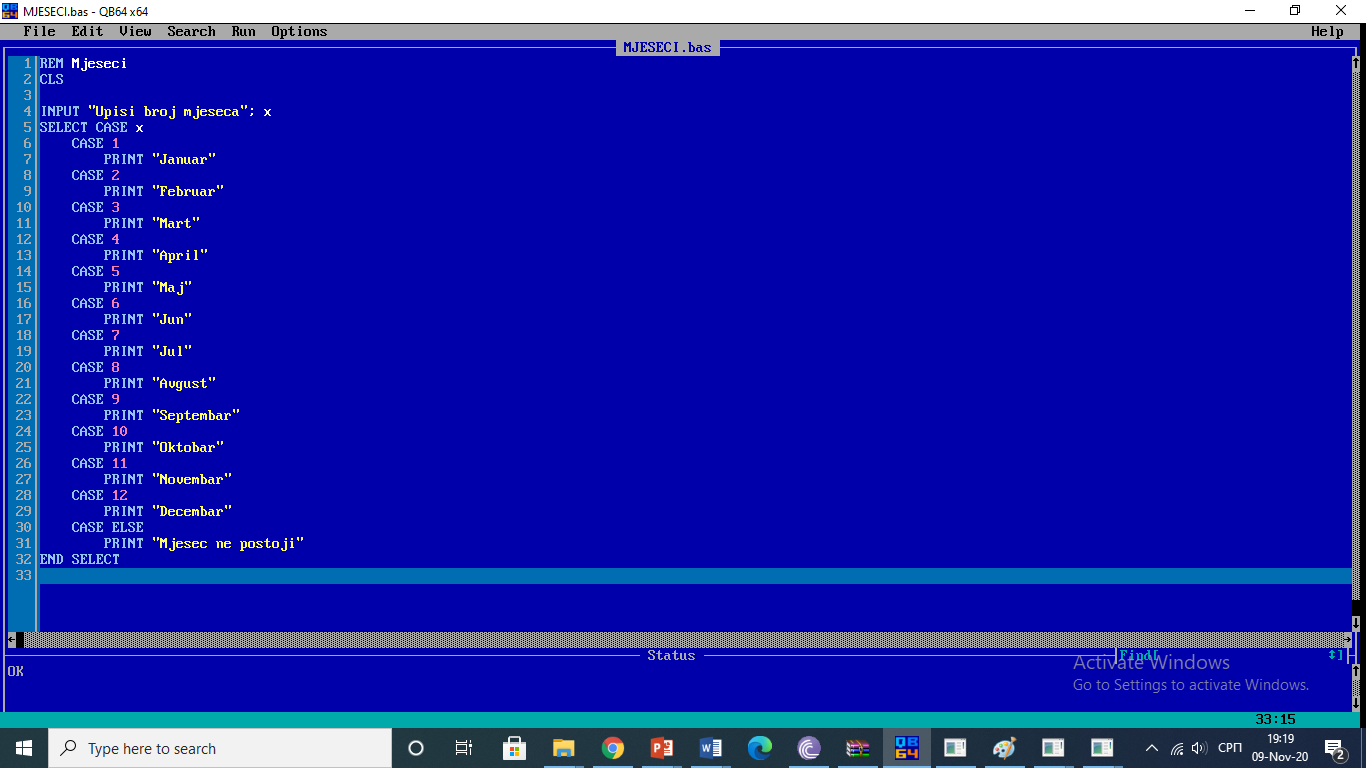 MJESECI.bas - QB64 x64
File Edit View Search Run Options Help
MJESECI.bas
1 REM Mjeseci
2 CLS
3
4 INPUT "Upisi broj mjeseca"; x
5 SELECT CASE x
6 CASE 1
7 PRINT "Januar"
8 CASE 2
9 PRINT "Februar"
10 CASE 3
11 PRINT "Mart"
12 CASE 4
13 PRINT "April"
14 CASE 5
15 PRINT "Maj"
16 CASE 6
17 PRINT "Jun"
18 CASE 7
19 PRINT "Jul"
20 CASE 8
21 PRINT "Avgust"
22 CASE 9
23 PRINT "Septembar"
24 CASE 10
25 PRINT "Oktobar"
26 CASE 11
27 PRINT "Novembar"
28 CASE 12
29 PRINT "Decembar"
30 CASE ELSE
31 PRINT "Mjesec ne postoji"
32 END SELECT
33
Status
Find[ ↕]
OK
Activate Windows
Go to Settings to activate Windows.
33:15
Type here to search
QB64
СРП
19:19
09-Nov-20
2